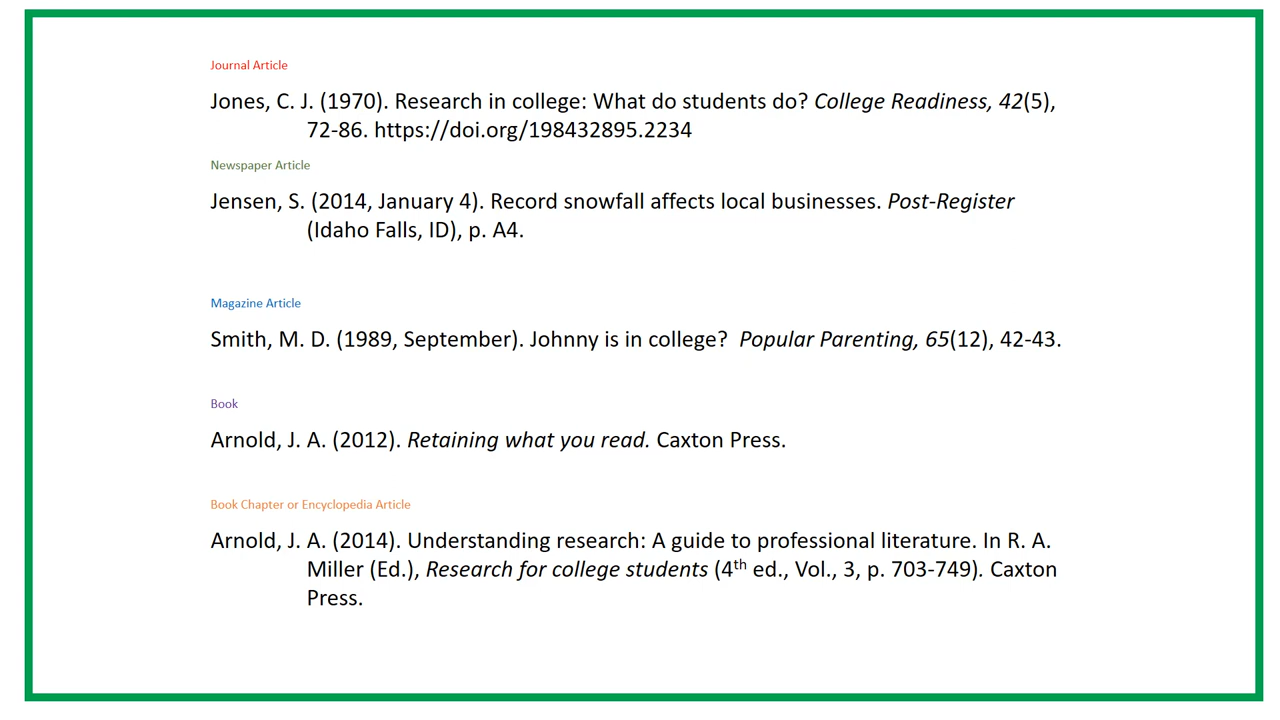 Journal Article
Jones, C. J. (1970). Research in college: What do students do? College Readiness, 42(5),
72-86. https://doi.org/198432895.2234
Newspaper Article
Jensen, S. (2014, January 4). Record snowfall affects local businesses. Post-Register
(Idaho Falls, ID), p. A4.
Magazine Article
Smith, M. D. (1989, September). Johnny is in college?  Popular Parenting, 65(12), 42-43.
Book
Arnold, J. A. (2012). Retaining what you read. Caxton Press.
Book Chapter or Encyclopedia Article
Arnold, J. A. (2014). Understanding research: A guide to professional literature. In R. A.
Miller (Ed.), Research for college students (4th ed., Vol., 3, p. 703-749). Caxton
Press.